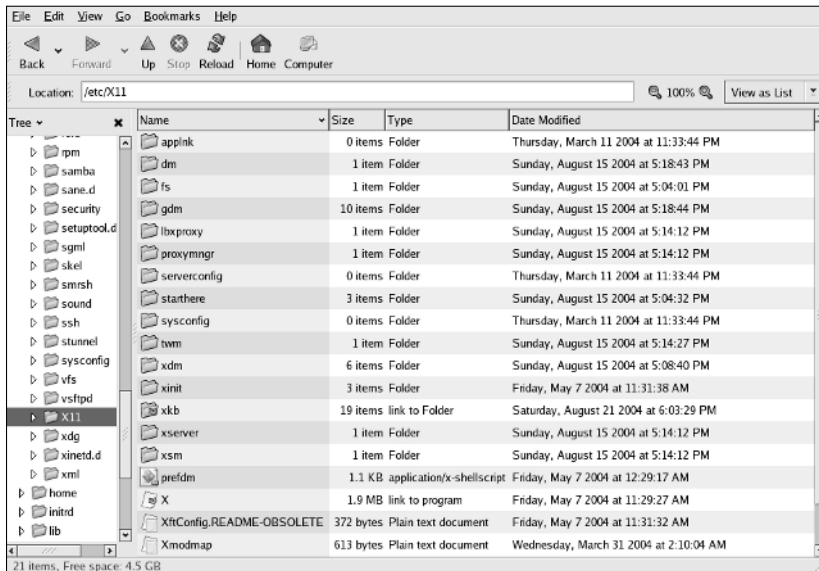 File Edit View Go Bookmarks Help
Back Forward Up Stop Reload Home Computer
Location: /etc/X11 100% View as List
Tree Name Size Type Date Modified
applnk 0 items Folder Thursday, March 11 2004 at 11:33:44 PM
rpm
dm 1 item Folder Sunday, August 15 2004 at 5:18:43 PM
samba
fs 1 item Folder Sunday, August 15 2004 at 5:04:01 PM
sane.d
security
gdm 10 items Folder Sunday, August 15 2004 at 5:18:44 PM
setuptool.d
lbxproxy 1 item Folder Sunday, August 15 2004 at 5:14:12 PM
sgml
proxymngr 1 item Folder Sunday, August 15 2004 at 5:14:12 PM
skel
serverconfig 0 items Folder Thursday, March 11 2004 at 11:33:44 PM
smrsh
starthere 3 items Folder Sunday, August 15 2004 at 5:04:32 PM
sound
ssh
sysconfig 0 items Folder Thursday, March 11 2004 at 11:33:44 PM
stunnel
twm 1 item Folder Sunday, August 15 2004 at 5:14:27 PM
sysconfig
xdm 6 items Folder Sunday, August 15 2004 at 5:08:40 PM
vfs
xinit 3 items Folder Friday, May 7 2004 at 11:31:38 AM
vsftpd
xkb 19 items link to Folder Saturday, August 21 2004 at 6:03:29 PM
X11
xdg
xserver 1 item Folder Sunday, August 15 2004 at 5:14:12 PM
xinetd.d
xsm 1 item Folder Sunday, August 15 2004 at 5:14:12 PM
xml
prefdm 1.1 KB application/x-shellscript Friday, May 7 2004 at 12:29:17 AM
home
X 1.9 MB link to program Friday, May 7 2004 at 11:29:27 AM
initrd
XftConfig.README-OBSOLETE 372 bytes Plain text document Friday, May 7 2004 at 11:31:32 AM
lib
Xmodmap 613 bytes Plain text document Wednesday, March 31 2004 at 2:10:04 AM
21 items, Free space: 4.5 GB